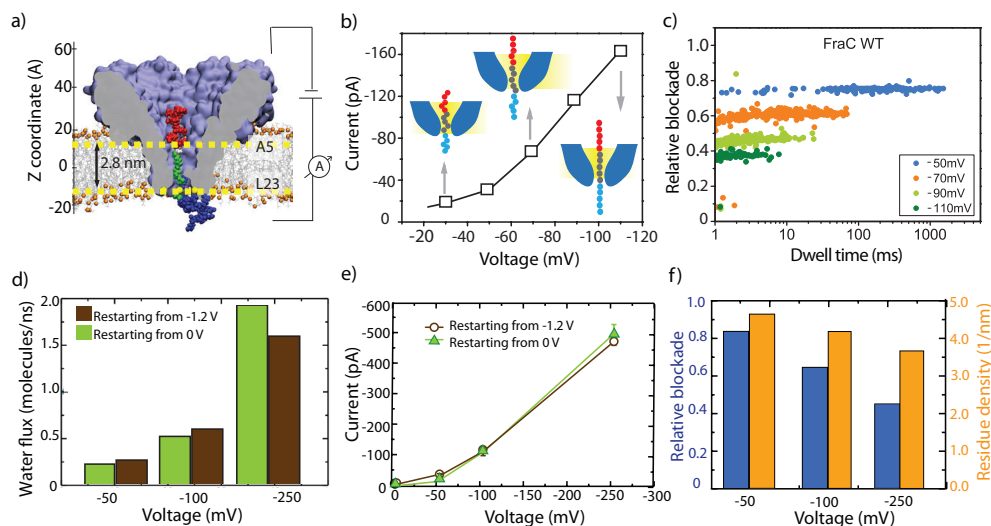 a)
Z coordinate (A)
60
40
20
0
-20
2.8 nm
A5
L23
A
b)
Current (pA)
-160
-120
-80
-40
0
-20
-40
-60
-80
-100
-120
Voltage (mV)
c)
FraC WT
Relative blockade
1.0
0.8
0.6
0.4
0.2
0
1
10
100
1000
Dwell time (ms)
-50mV
-70mV
-90mV
-110mV
d)
Water flux (molecules/ns)
2.0
1.5
1.0
0.5
0
Restarting from -1.2 V
Restarting from 0 V
-50
-100
-250
Voltage (mV)
e)
Current (pA)
-600
-500
-400
-300
-200
-100
0
Restarting from -1.2 V
Restarting from 0 V
0
-50
-100
-150
-200
-250
-300
Voltage (mV)
f)
Relative blockade
1.0
0.8
0.6
0.4
0.2
0
Residue density (1/nm)
5.0
4.0
3.0
2.0
1.0
0
-50
-100
-250
Voltage (mV)